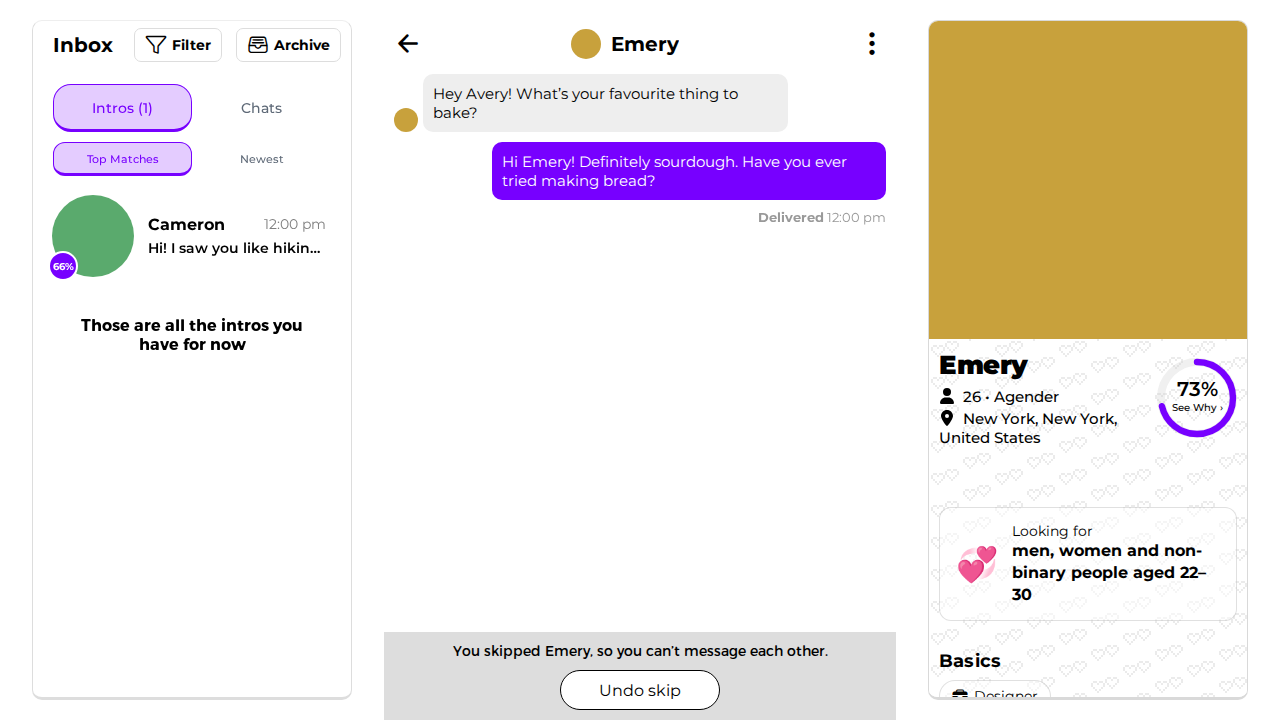 Inbox
Filter
Archive
Intros (1)
Chats
Top Matches
Newest
Cameron
12:00 pm
Hi! I saw you like hikin...
66%
Those are all the intros you
have for now
Emery
Hey Avery! What’s your favourite thing to
bake?
Hi Emery! Definitely sourdough. Have you ever
tried making bread?
Delivered 12:00 pm
You skipped Emery, so you can’t message each other.
Undo skip
Emery
26 • Agender
New York, New York,
United States
73%
See Why ›
Looking for
men, women and non-
binary people aged 22–
30
Basics
Designer